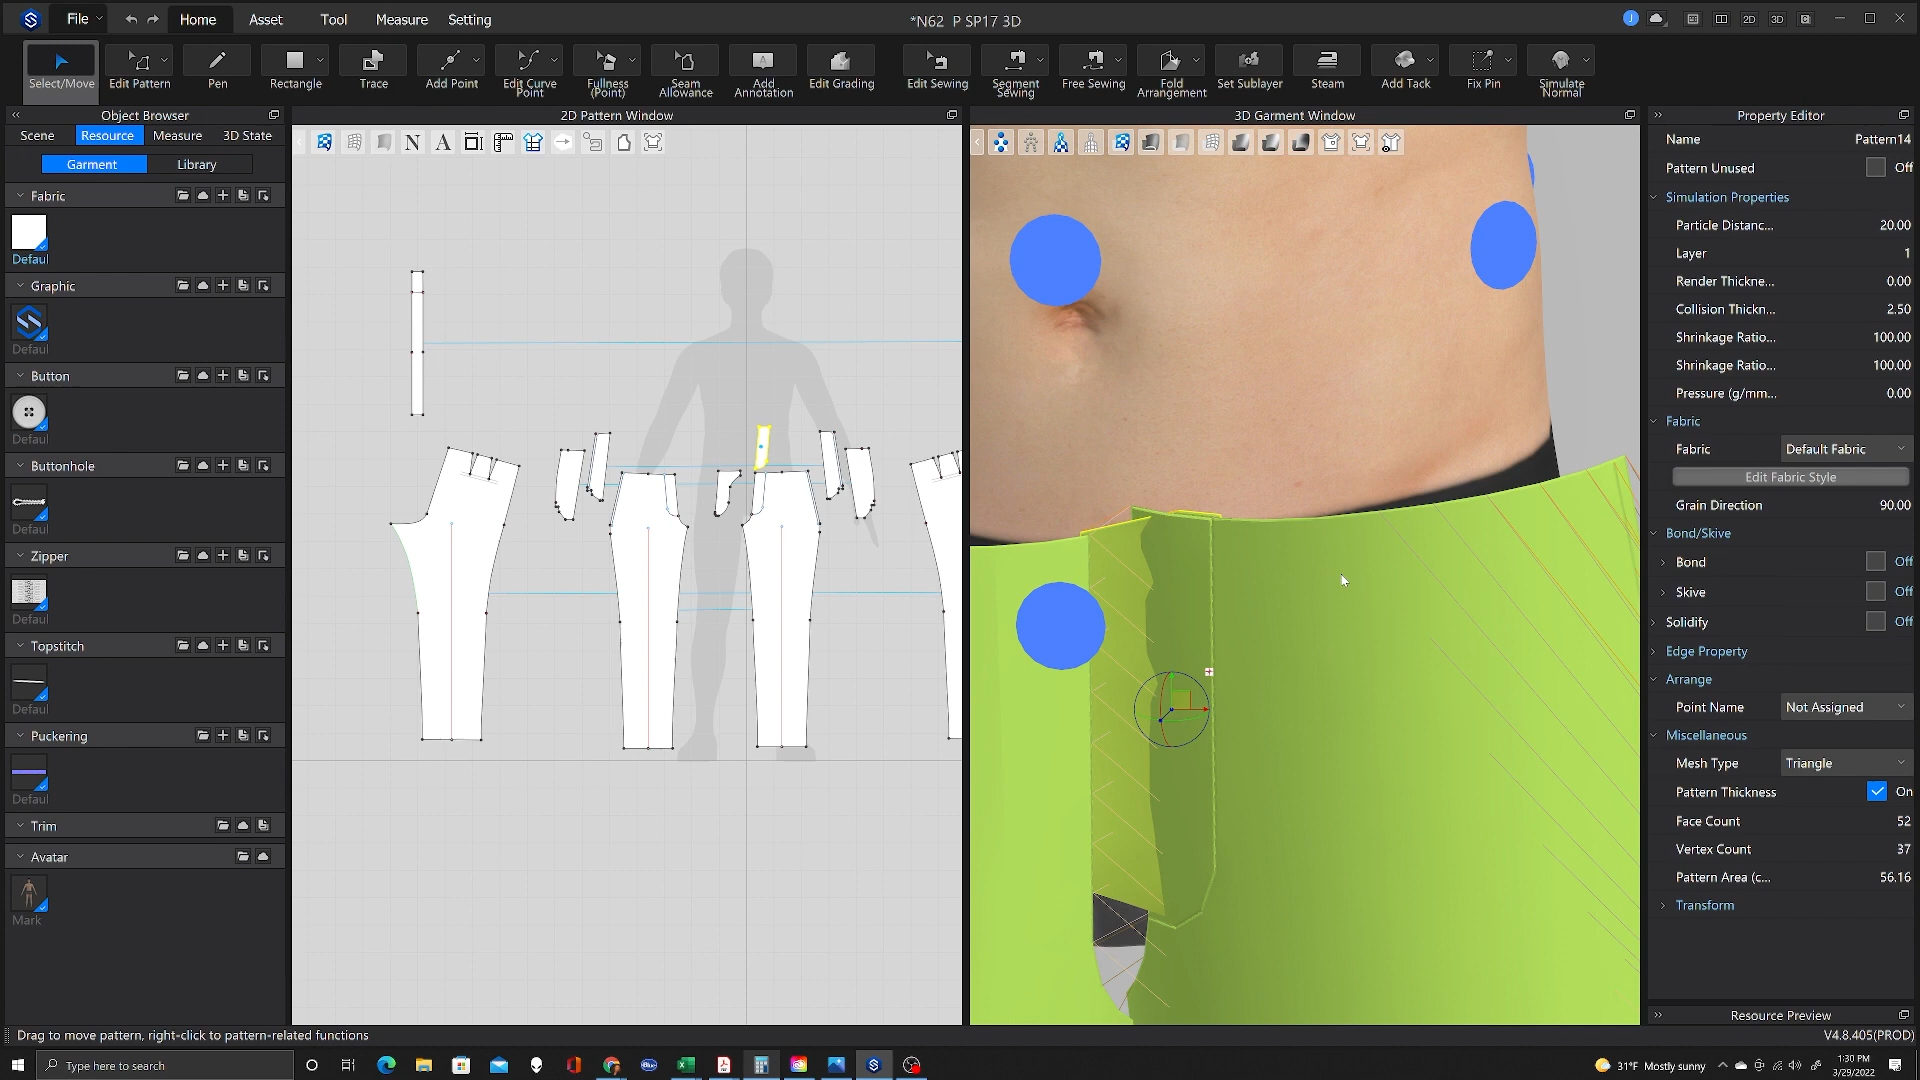 File
Home
Asset
Tool
Measure
Setting
*N62 P SP17 3D
J
2D
3D
Select/Move
Edit Pattern
Pen
Rectangle
Trace
Add Point
Edit Curve
Point
Fullness
(Point)
Seam
Allowance
Add
Annotation
Edit Grading
Edit Sewing
Segment
Sewing
Free Sewing
Fold
Arrangement
Set Sublayer
Steam
Add Tack
Fix Pin
Simulate
Normal
Object Browser
Scene
Resource
Measure
3D State
Garment
Library
Fabric
Defaul
Graphic
Defaul
Button
Defaul
Buttonhole
Defaul
Zipper
Defaul
Topstitch
Defaul
Puckering
Defaul
Trim
Avatar
Mark
2D Pattern Window
N
A
3D Garment Window
Property Editor
Name Pattern14
Pattern Unused Off
Simulation Properties
Particle Distanc... 20.00
Layer 1
Render Thickne... 0.00
Collision Thickn... 2.50
Shrinkage Ratio... 100.00
Shrinkage Ratio... 100.00
Pressure (g/mm... 0.00
Fabric
Fabric Default Fabric
Edit Fabric Style
Grain Direction 90.00
Bond/Skive
Bond Off
Skive Off
Solidify Off
Edge Property
Arrange
Point Name Not Assigned
Miscellaneous
Mesh Type Triangle
Pattern Thickness On
Face Count 52
Vertex Count 37
Pattern Area (c... 56.16
Transform
Resource Preview
Drag to move pattern, right-click to pattern-related functions
V4.8.405(PROD)
Type here to search
31°F Mostly sunny
1:30 PM
3/29/2022